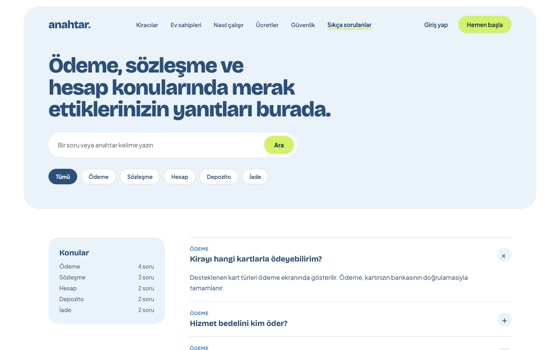 anahtar.
Kiracılar Ev sahipleri Nasıl çalışır Ücretler Güvenlik Sıkça sorulanlar Giriş yap Hemen başla
Ödeme, sözleşme ve
hesap konularında merak
ettiklerinizin yanıtları burada.
Bir soru veya anahtar kelime yazın Ara
Tümü Ödeme Sözleşme Hesap Depozito İade
Konular
Ödeme 4 soru
Sözleşme 3 soru
Hesap 2 soru
Depozito 2 soru
İade 2 soru
ÖDEME
Kirayı hangi kartlarla ödeyebilirim?
Desteklenen kart türleri ödeme ekranında gösterilir. Ödeme, kartınızın bankasının doğrulamasıyla
tamamlanır.
ÖDEME
Hizmet bedelini kim öder?